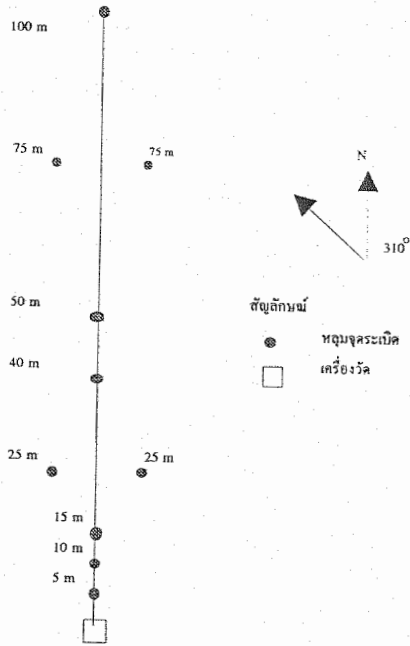 100 m
75 m
75 m
N
310°
50 m
สัญลักษณ์
หลุมจุดระเบิด
40 m
เครื่องวัด
25 m
25 m
15 m
10 m
5 m